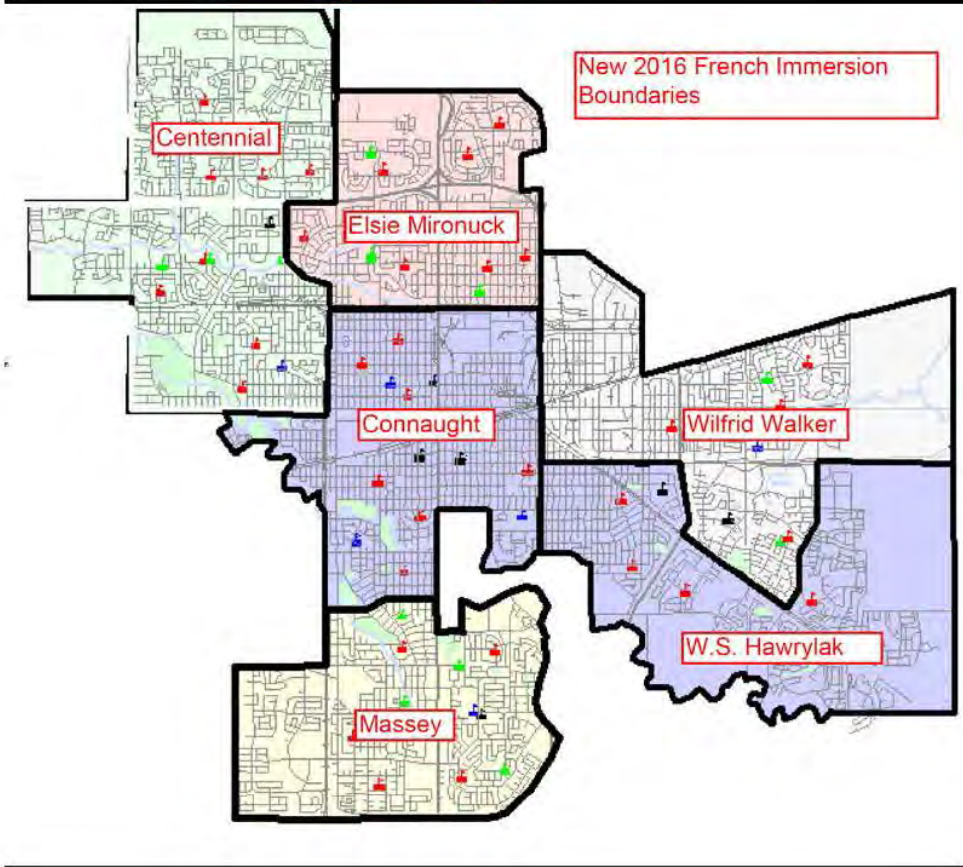 New 2016 French Immersion
Boundaries
Centennial
Elsie Mironuck
Connaught
Wilfrid Walker
W.S. Hawrylak
Massey